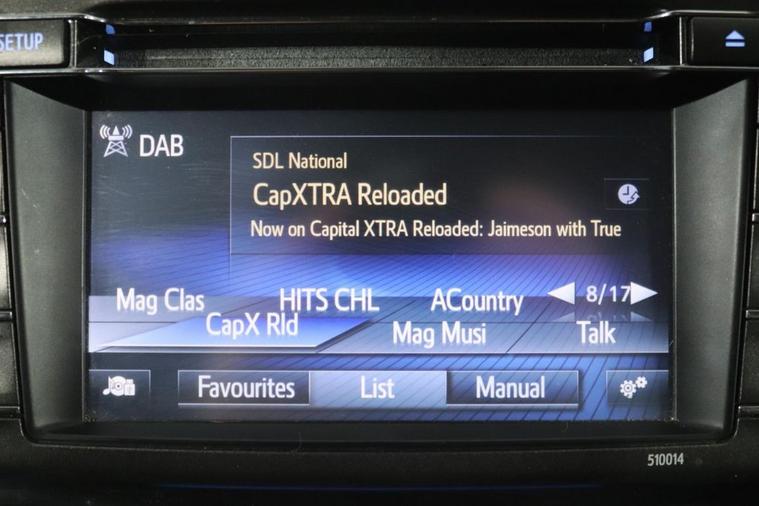 SETUP
DAB
SDL National
CapXTRA Reloaded
Now on Capital XTRA Reloaded: Jaimeson with True
Mag Clas HITS CHL ACountry 8/17
CapX Rld Mag Musi Talk
Favourites List Manual
510014